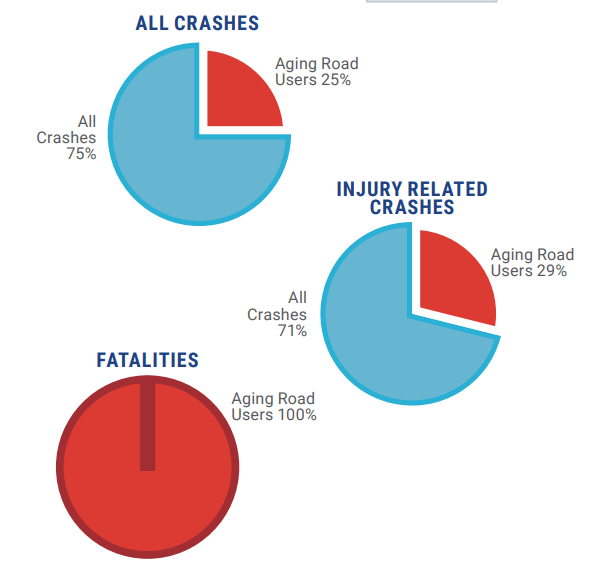 ALL CRASHES
Aging Road
Users 25%
All
Crashes
75%
INJURY RELATED
CRASHES
Aging Road
Users 29%
All
Crashes
71%
FATALITIES
Aging Road
Users 100%